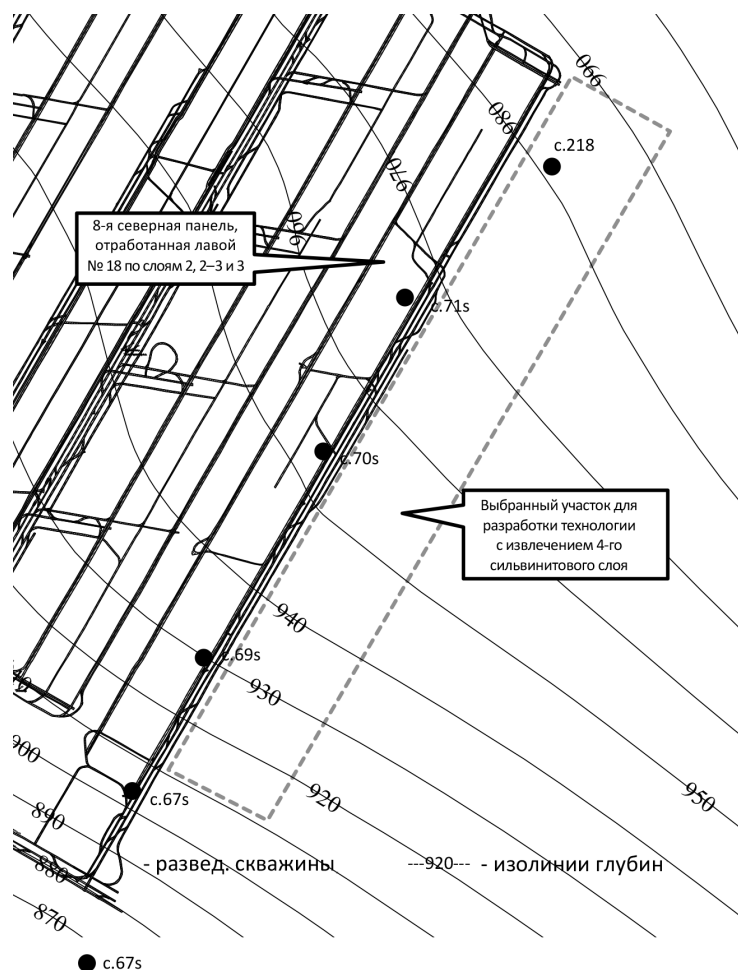 990
980
с.218
970
8-я северная панель,
отработанная лавой
№ 18 по слоям 2, 2–3 и 3
960
с.71s
с.70s
Выбранный участок для
разработки технологии
с извлечением 4-го
сильвинитового слоя
940
с.69s
930
900
с.67s
920
950
890
- развед. скважины
---920--- - изолинии глубин
880
870
с.67s